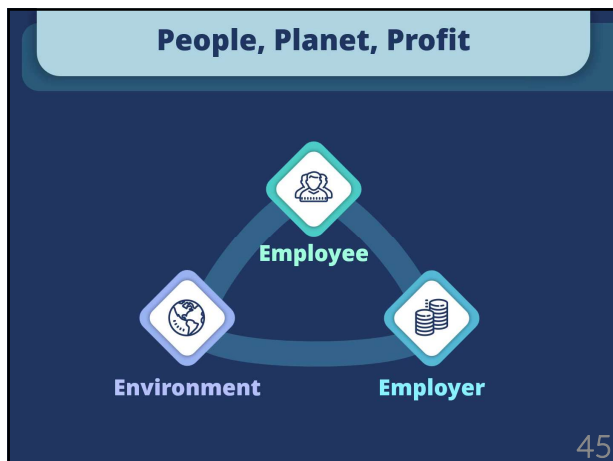 People, Planet, Profit
Employee
Environment
Employer
45